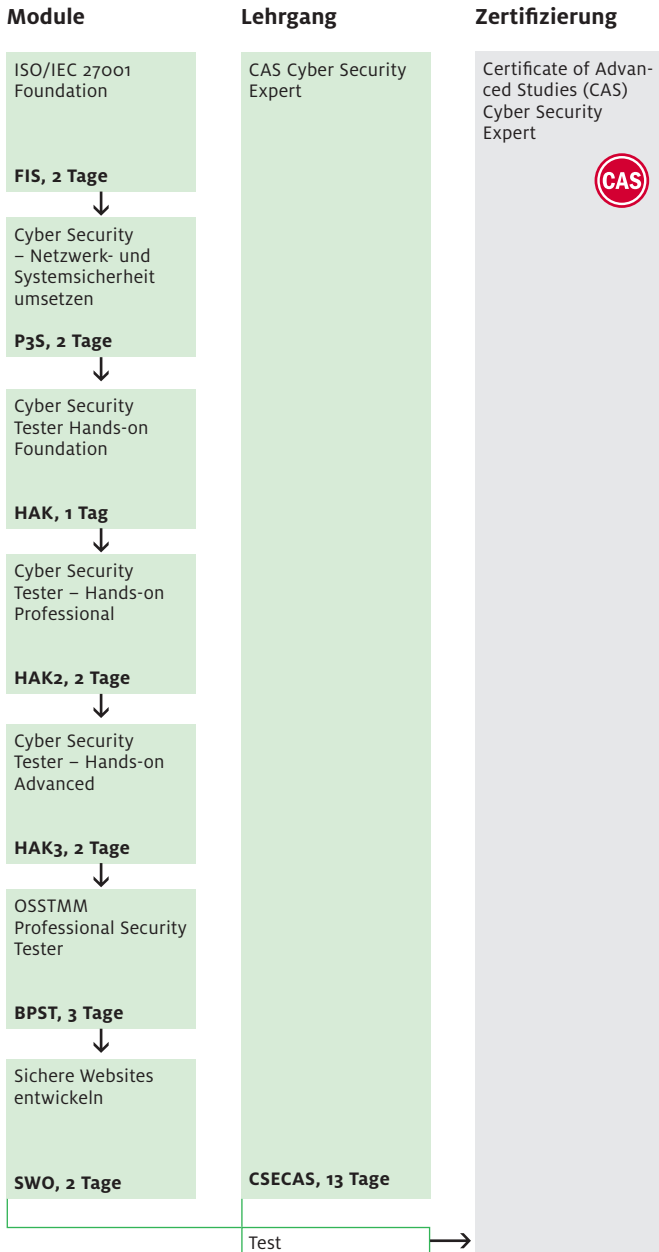 Module
Lehrgang
Zertifizierung
ISO/IEC 27001
Foundation
FIS, 2 Tage
Cyber Security
– Netzwerk- und
Systemsicherheit
umsetzen
P3S, 2 Tage
Cyber Security
Tester Hands-on
Foundation
HAK, 1 Tag
Cyber Security
Tester – Hands-on
Professional
HAK2, 2 Tage
Cyber Security
Tester – Hands-on
Advanced
HAK3, 2 Tage
OSSTMM
Professional Security
Tester
BPST, 3 Tage
Sichere Websites
entwickeln
SWO, 2 Tage
CAS Cyber Security
Expert
CSECAS, 13 Tage
Test
Certificate of Advan-
ced Studies (CAS)
Cyber Security
Expert
CAS